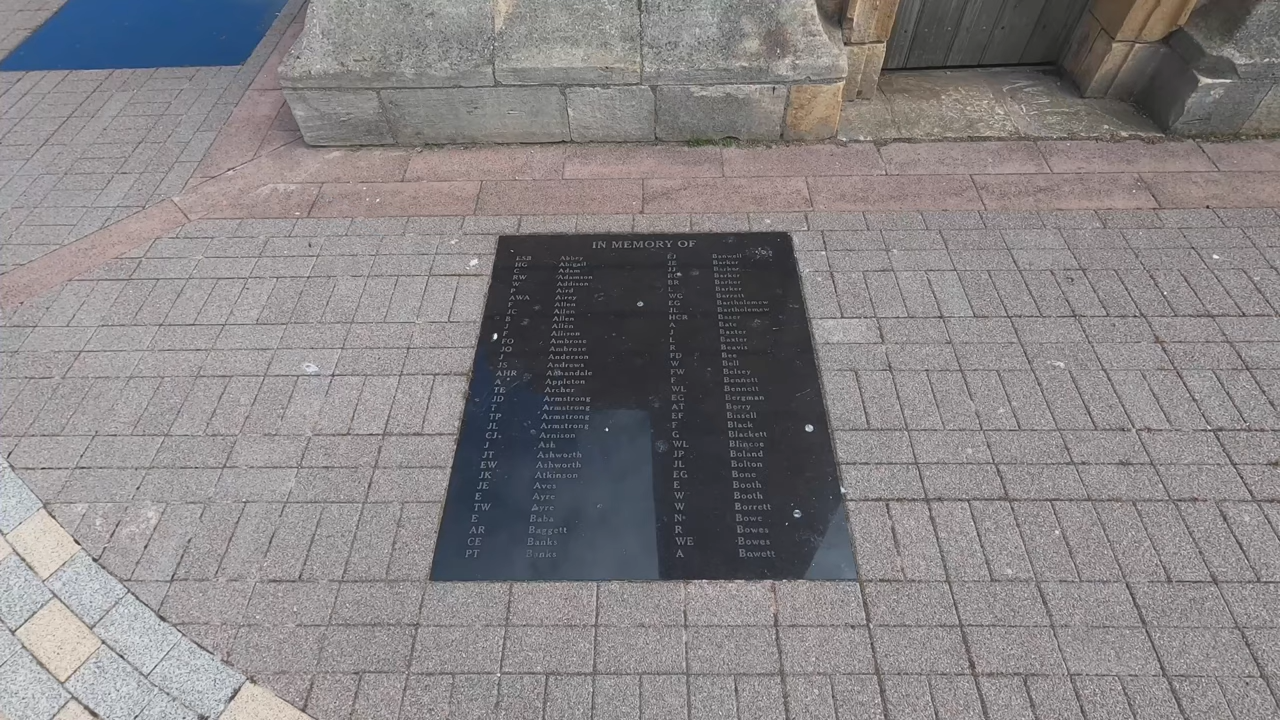 IN MEMORY OF
ESB Abbey
HG Abigail
C Adam
RW Adamson
W Addison
P Aird
AWA Airey
F Allen
JC Allen
B Allen
J Allen
F Allison
FO Ambrose
JO Ambrose
J Anderson
JS Andrews
AHR Annandale
A Appleton
TE Archer
JD Armstrong
T Armstrong
TP Armstrong
JL Armstrong
CJ Arnison
J Ash
JT Ashworth
EW Ashworth
JK Atkinson
JE Aves
E Ayre
TW Ayre
E Baba
AR Baggett
CE Banks
PT Banks
EJ Banwell
JE Barker
JF Barker
Barker
BR Barker
L Barker
WG Barrett
EG Bartholomew
JL Bartholomew
HCR Bates
A Bate
J Baxter
L Baxter
R Beavis
FD Bee
W Bell
FW Belsey
F Bennett
WL Bennett
EG Bergman
AT Berry
EF Bissell
F Black
G Blackett
WL Blincoe
JP Boland
JL Bolton
EG Bone
E Booth
W Booth
W Borrett
N Bowe
R Bowes
WE Bowes
A Bowett